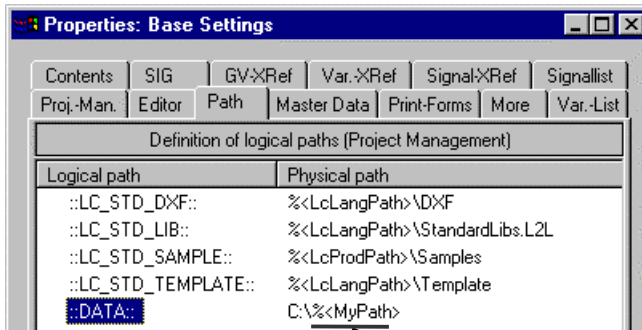 Properties: Base Settings
Contents SIG GV-XRef Var.-XRef Signal-XRef Signallist
Proj.-Man. Editor Path Master Data Print-Forms More Var.-List
Definition of logical paths (Project Management)
Logical path Physical path
::LC_STD_DXF:: %<LcLangPath>\DXF
::LC_STD_LIB:: %<LcLangPath>\StandardLibs.L2L
::LC_STD_SAMPLE:: %<LcProdPath>\Samples
::LC_STD_TEMPLATE:: %<LcLangPath>\Template
::DATA:: C:\%<MyPath>